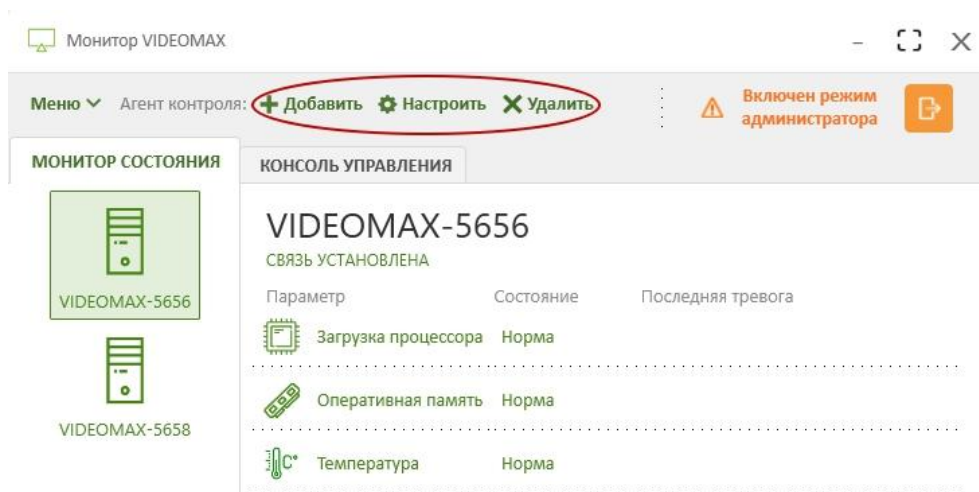 Монитор VIDEOMAX
Меню Агент контроля: Добавить Настроить Удалить
Включен режим
администратора
МОНИТОР СОСТОЯНИЯ
КОНСОЛЬ УПРАВЛЕНИЯ
VIDEOMAX-5656
VIDEOMAX-5658
VIDEOMAX-5656
СВЯЗЬ УСТАНОВЛЕНА
Параметр Состояние Последняя тревога
Загрузка процессора Норма
Оперативная память Норма
C° Температура Норма